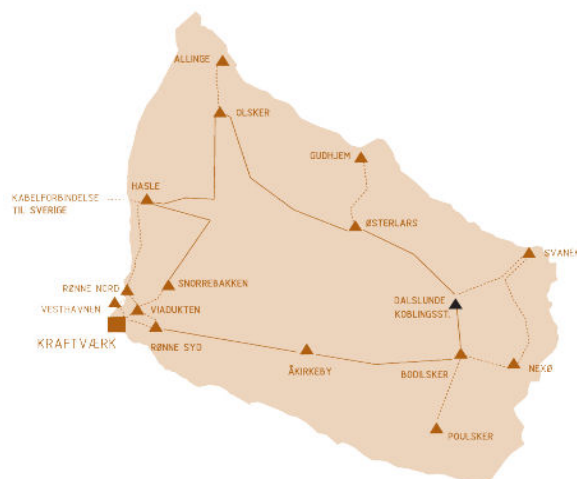 ALLINGE
OLSKER
GUDHJEM
HASLE
KABELFORBINDELSE
TIL SVERIGE
ØSTERLARS
SVANEK
SNORREBAKKEN
RØNNE NORD
DALSLUNDE
KOBLINGSST.
VESTHAVNEN
VIADUKTEN
KRAFTVÆRK
RØNNE SYD
ÅKIRKEBY
BODILSKER
NEXØ
POULSKER